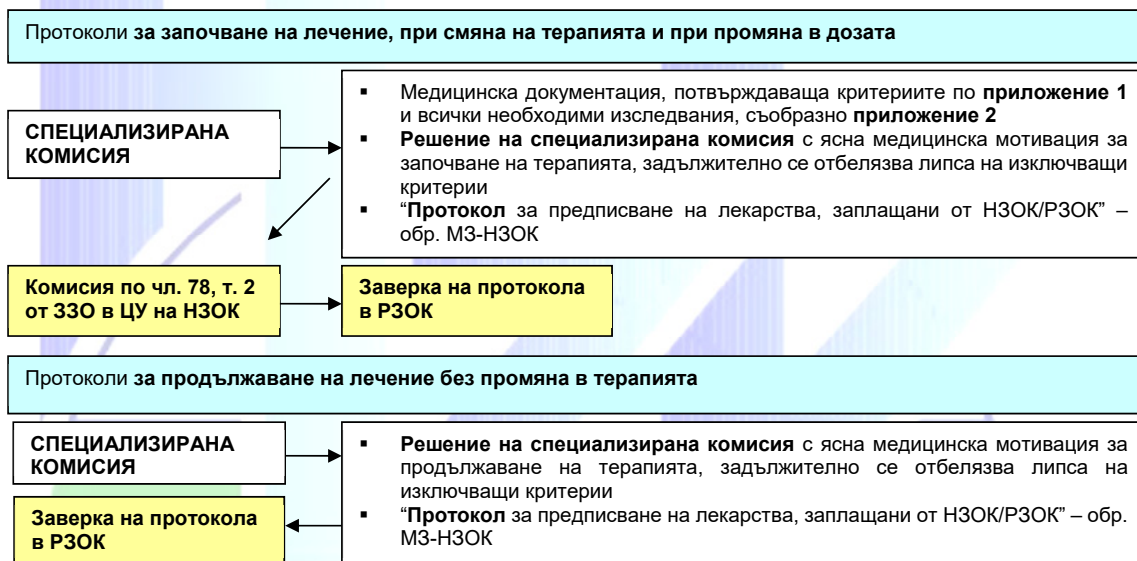 Протоколи за започване на лечение, при смяна на терапията и при промяна в дозата
СПЕЦИАЛИЗИРАНА
КОМИСИЯ
▪ Медицинска документация, потвърждаваща критериите по приложение 1
и всички необходими изследвания, съобразно приложение 2
▪ Решение на специализирана комисия с ясна медицинска мотивация за
започване на терапията, задължително се отбелязва липса на изключващи
критерии
▪ “Протокол за предписване на лекарства, заплащани от НЗОК/РЗОК” –
обр. МЗ-НЗОК
Комисия по чл. 78, т. 2
от ЗЗО в ЦУ на НЗОК
Заверка на протокола
в РЗОК
Протоколи за продължаване на лечение без промяна в терапията
СПЕЦИАЛИЗИРАНА
КОМИСИЯ
▪ Решение на специализирана комисия с ясна медицинска мотивация за
продължаване на терапията, задължително се отбелязва липса на
изключващи критерии
▪ “Протокол за предписване на лекарства, заплащани от НЗОК/РЗОК” – обр.
МЗ-НЗОК
Заверка на протокола
в РЗОК